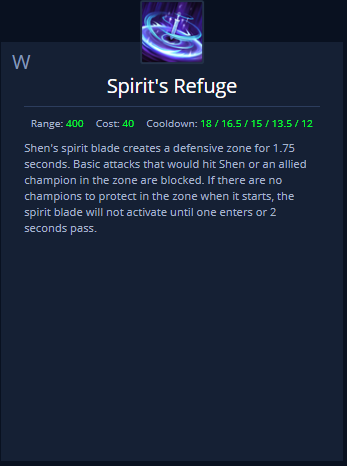 W
Spirit's Refuge
Range: 400 Cost: 40 Cooldown: 18 / 16.5 / 15 / 13.5 / 12
Shen's spirit blade creates a defensive zone for 1.75
seconds. Basic attacks that would hit Shen or an allied
champion in the zone are blocked. If there are no
champions to protect in the zone when it starts, the
spirit blade will not activate until one enters or 2
seconds pass.